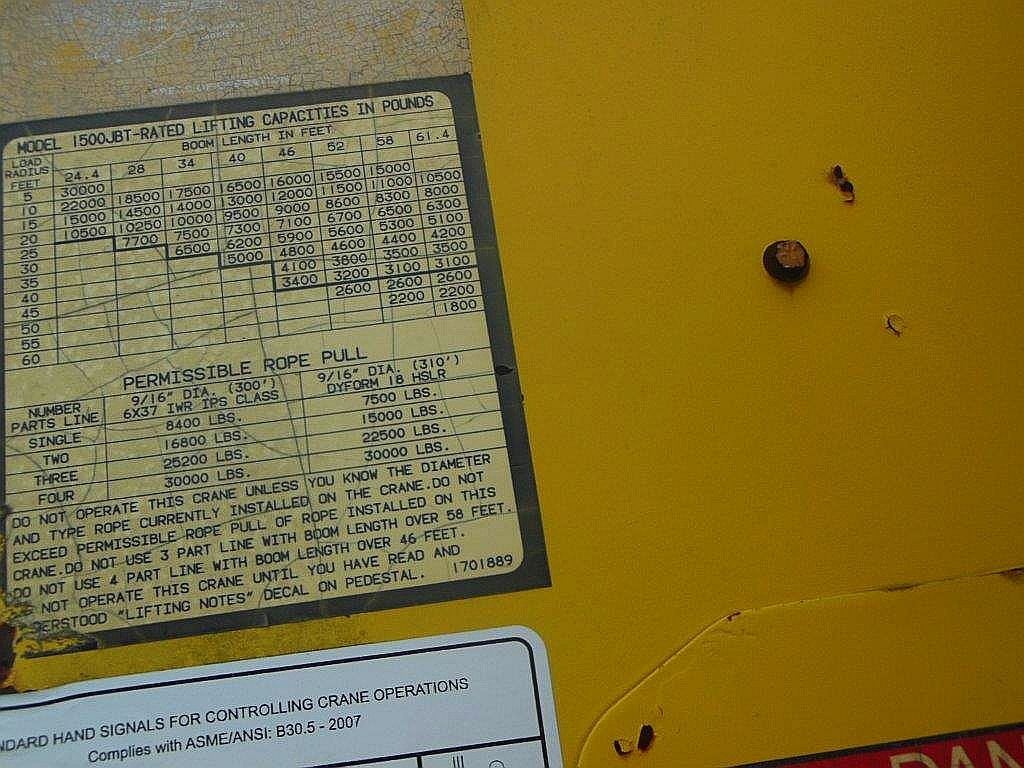 MODEL 1500JBT-RATED LIFTING CAPACITIES IN POUNDS
LOAD RADIUS FEET BOOM LENGTH IN FEET
24.4 28 34 40 46 52 58 61.4
5 30000
10 22000 18500 17500 16500 16000 15500 15000
15 15000 14500 14000 13000 12000 11500 11000 10500
20 10500 10250 10000 9500 9000 8600 8300 8000
25 7700 7500 7300 7100 6700 6500 6300
30 6500 6200 5900 5600 5300 5100
35 5000 4800 4600 4400 4200
40 4100 3800 3500 3500
45 3400 3200 3100 3100
50 2600 2600 2600
55 2200 2200
60 1800
PERMISSIBLE ROPE PULL
NUMBER PARTS LINE 9/16" DIA. (300') 6X37 IWR IPS CLASS 9/16" DIA. (310') DYFORM 18 HSLR
SINGLE 8400 LBS. 7500 LBS.
TWO 16800 LBS. 15000 LBS.
THREE 25200 LBS. 22500 LBS.
FOUR 30000 LBS. 30000 LBS.
DO NOT OPERATE THIS CRANE UNLESS YOU KNOW THE DIAMETER
AND TYPE ROPE CURRENTLY INSTALLED ON THE CRANE.DO NOT
EXCEED PERMISSIBLE ROPE PULL OF ROPE INSTALLED ON THIS
CRANE.DO NOT USE 3 PART LINE WITH BOOM LENGTH OVER 58 FEET.
DO NOT USE 4 PART LINE WITH BOOM LENGTH OVER 46 FEET.
DO NOT OPERATE THIS CRANE UNTIL YOU HAVE READ AND
ERSTOOD "LIFTING NOTES" DECAL ON PEDESTAL. 1701889
NDARD HAND SIGNALS FOR CONTROLLING CRANE OPERATIONS
Complies with ASME/ANSI: B30.5 - 2007
DAN